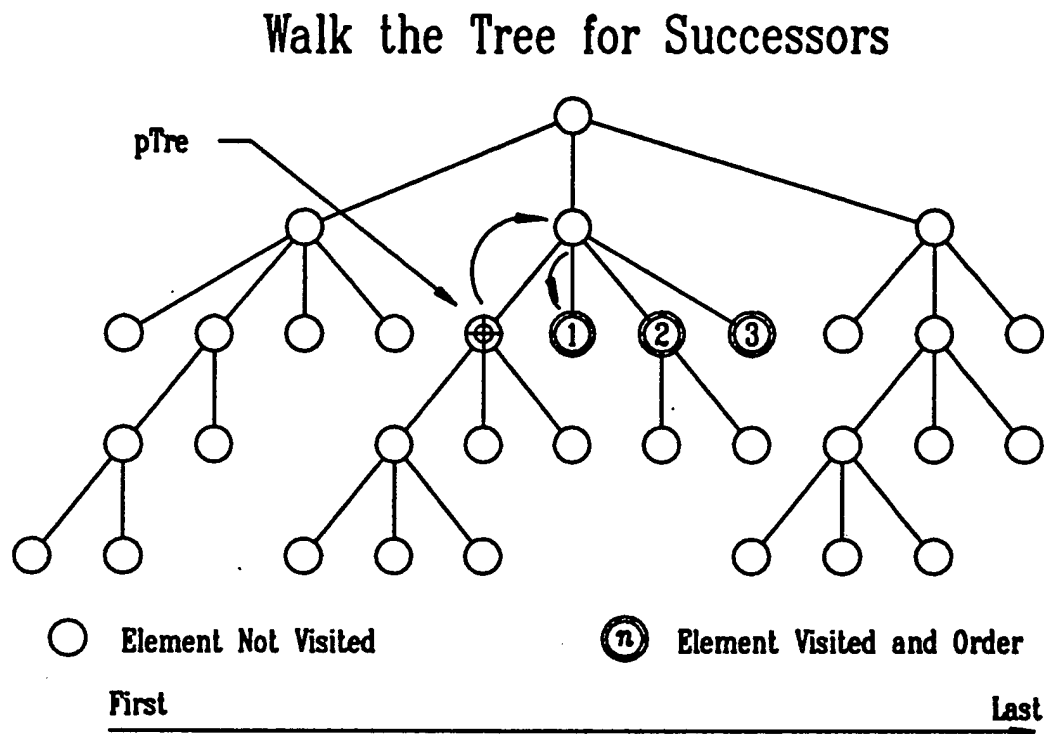 Walk the Tree for Successors
pTre
1 2 3
Element Not Visited
n Element Visited and Order
First
Last